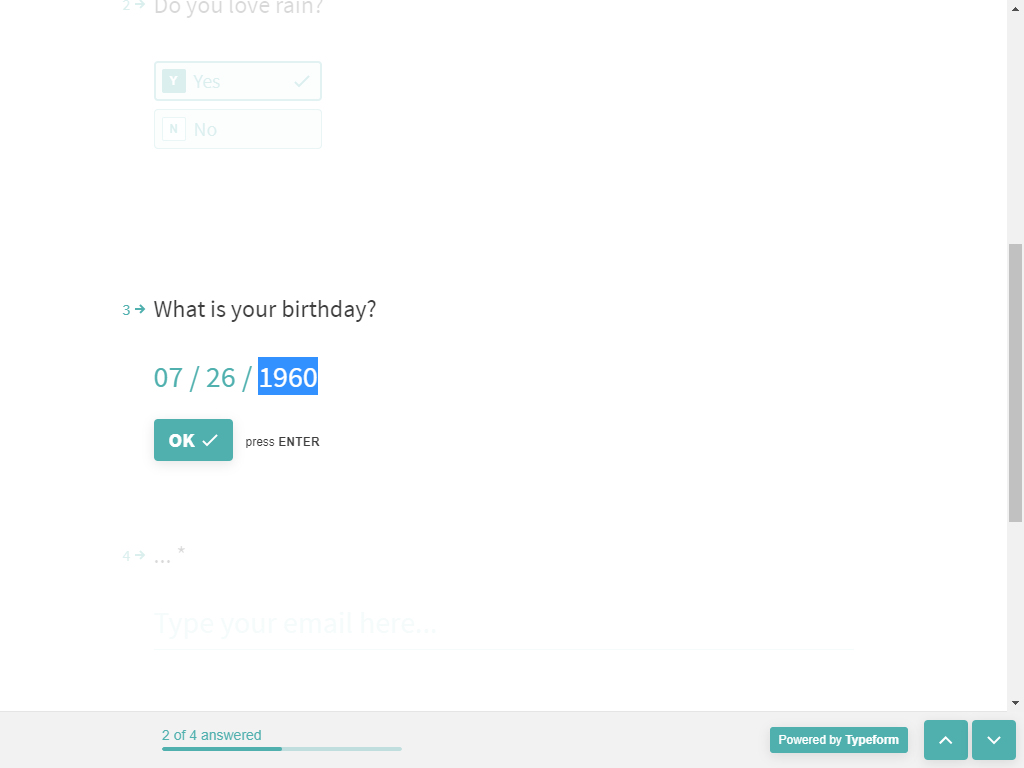 2 → Do you love rain?
Y Yes
N No
3 → What is your birthday?
07 / 26 / 1960
OK press ENTER
4 → ... *
Type your email here...
2 of 4 answered
Powered by Typeform